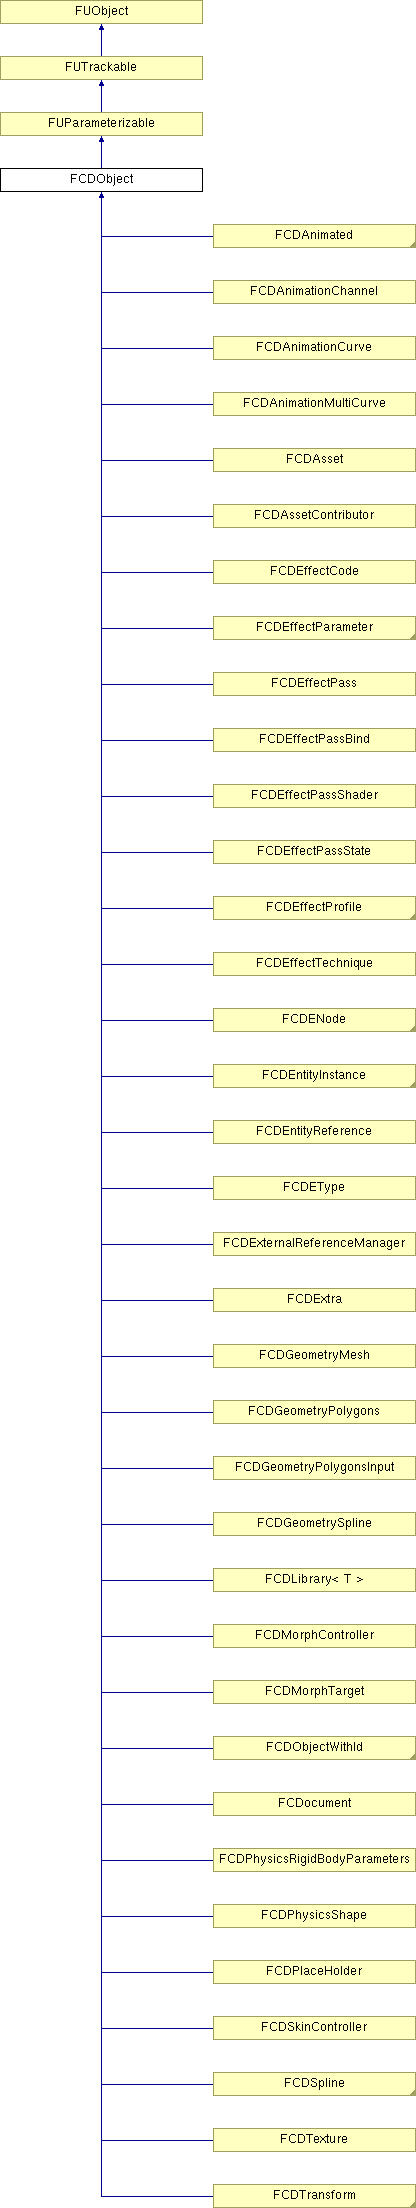 FUObject
FUTrackable
FUParameterizable
FCDObject
FCDAnimated
FCDAnimationChannel
FCDAnimationCurve
FCDAnimationMultiCurve
FCDAsset
FCDAssetContributor
FCDEffectCode
FCDEffectParameter
FCDEffectPass
FCDEffectPassBind
FCDEffectPassShader
FCDEffectPassState
FCDEffectProfile
FCDEffectTechnique
FCDENode
FCDEntityInstance
FCDEntityReference
FCDEType
FCDExternalReferenceManager
FCDExtra
FCDGeometryMesh
FCDGeometryPolygons
FCDGeometryPolygonsInput
FCDGeometrySpline
FCDLibrary< T >
FCDMorphController
FCDMorphTarget
FCDObjectWithId
FCDocument
FCDPhysicsRigidBodyParameters
FCDPhysicsShape
FCDPlaceHolder
FCDSkinController
FCDSpline
FCDTexture
FCDTransform